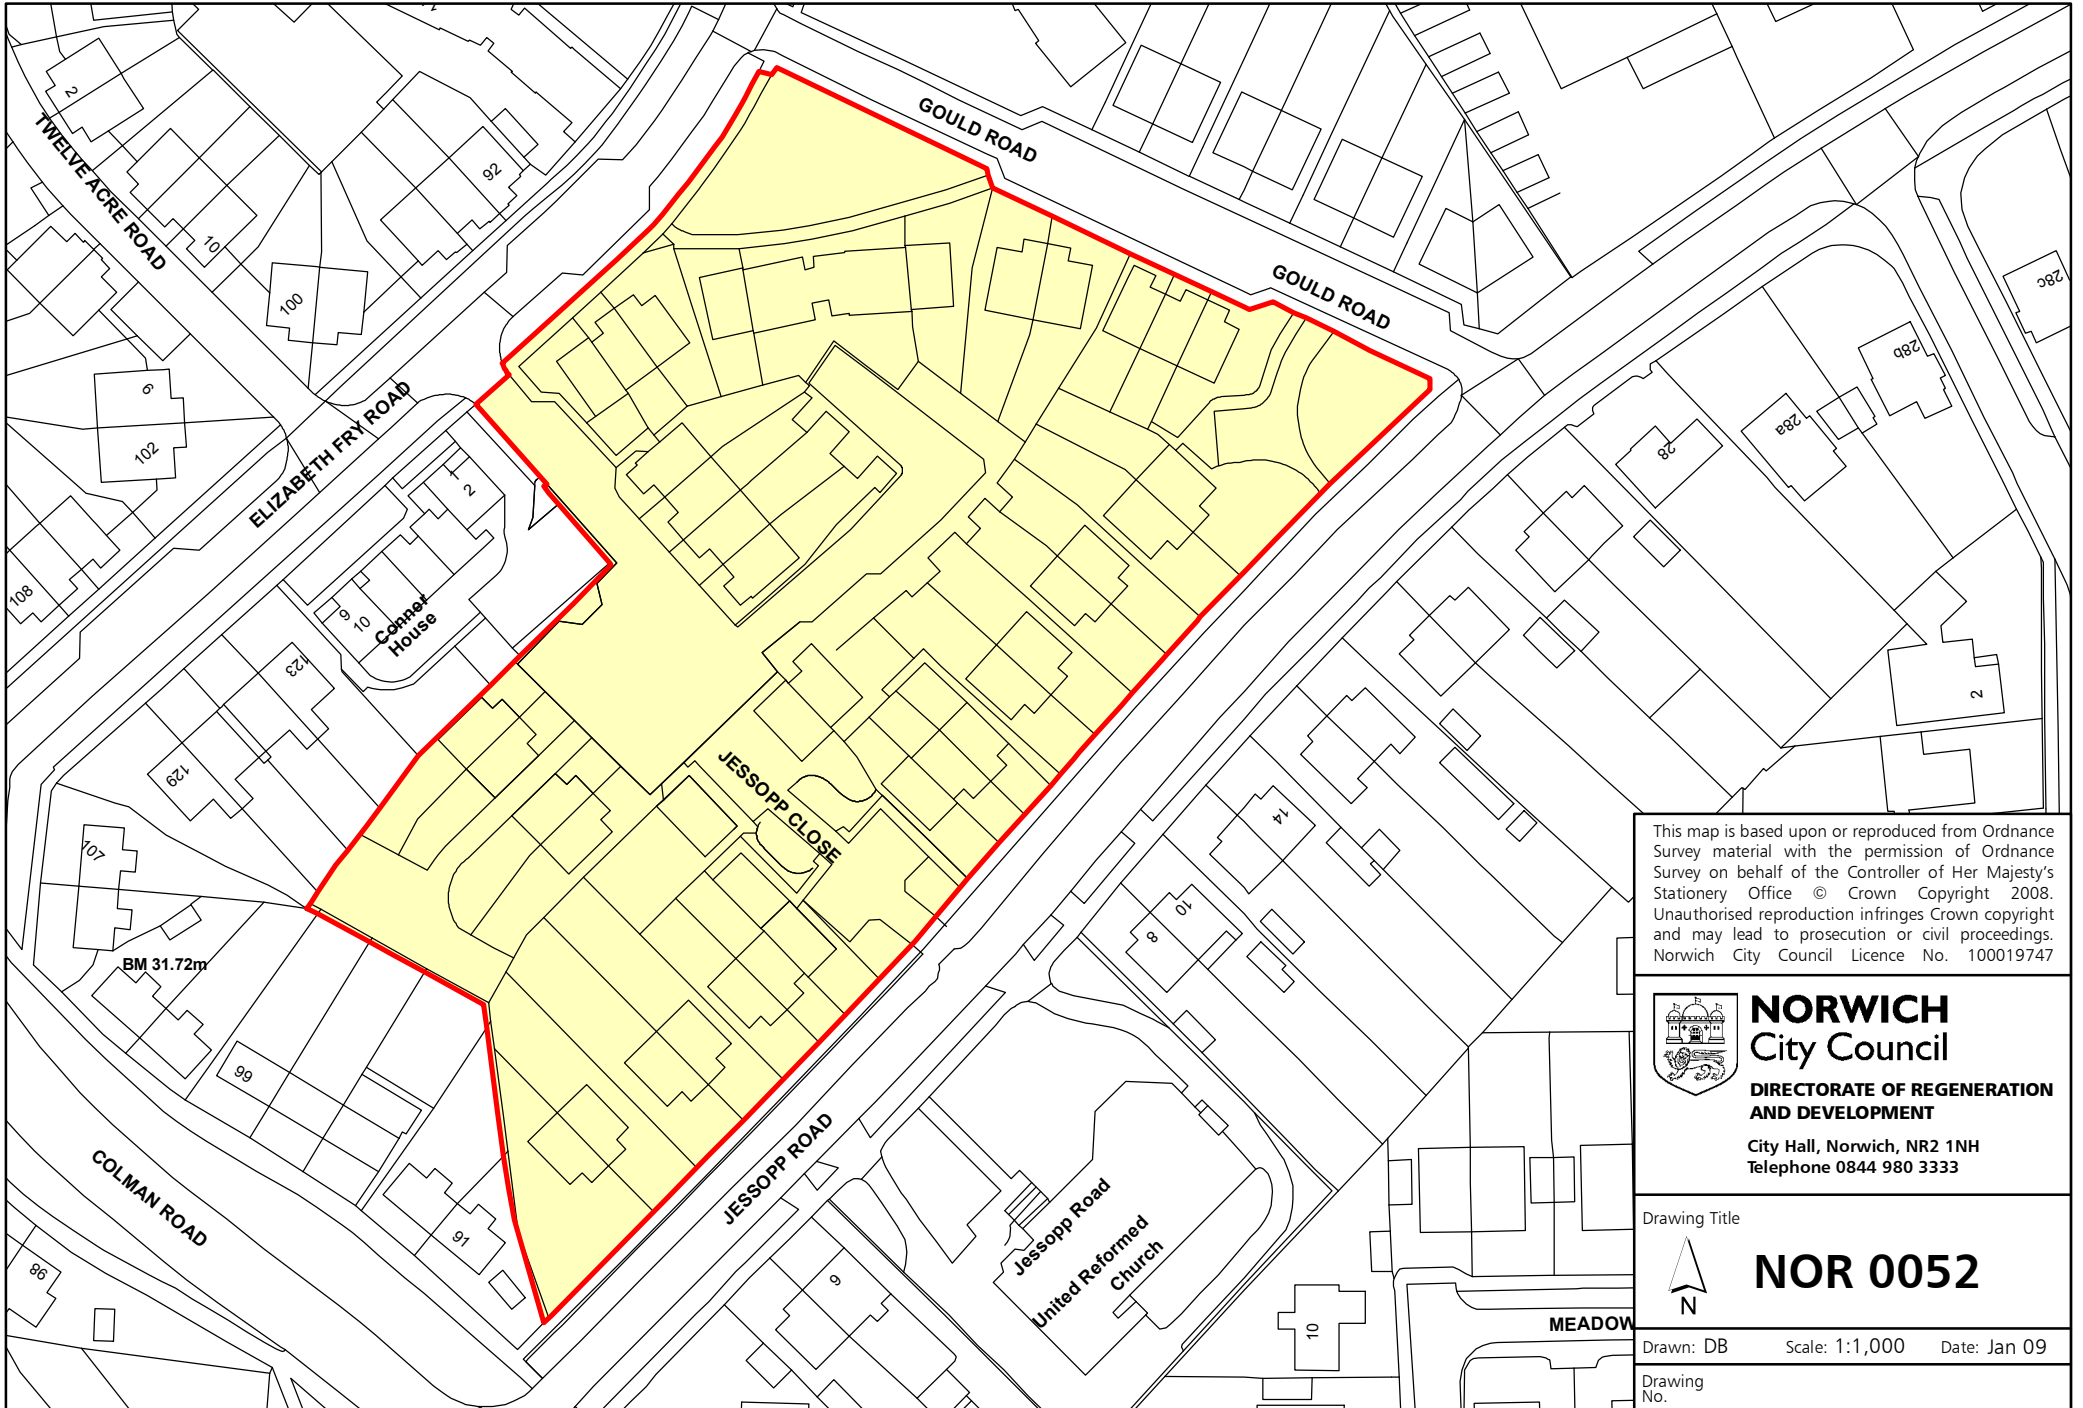 2
TWELVE ACRE ROAD
10
92
100
GOULD ROAD
GOULD ROAD
28c
28b
28a
28
6
102
ELIZABETH FRY ROAD
1
2
108
9
10
Conner
House
123
129
2
JESSOPP CLOSE
107
14
10
8
BM 31.72m
99
COLMAN ROAD
91
86
JESSOPP ROAD
Jessopp Road
United Reformed
Church
9
10
MEADOW
This map is based upon or reproduced from Ordnance
Survey material with the permission of Ordnance
Survey on behalf of the Controller of Her Majesty's
Stationery Office © Crown Copyright 2008.
Unauthorised reproduction infringes Crown copyright
and may lead to prosecution or civil proceedings.
Norwich City Council Licence No. 100019747
NORWICH
City Council
DIRECTORATE OF REGENERATION
AND DEVELOPMENT
City Hall, Norwich, NR2 1NH
Telephone 0844 980 3333
Drawing Title
NOR 0052
N
Drawn: DB Scale: 1:1,000 Date: Jan 09
Drawing
No.